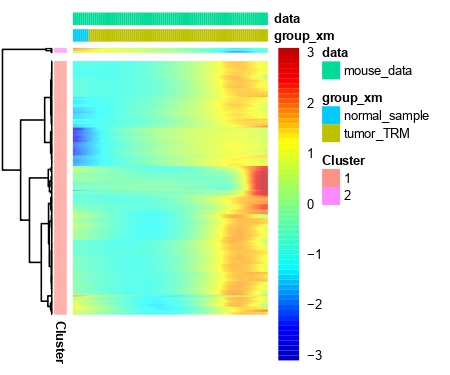 data
group_xm
3
2
1
0
−1
−2
−3
data
mouse_data
group_xm
normal_sample
tumor_TRM
Cluster
1
2
Cluster